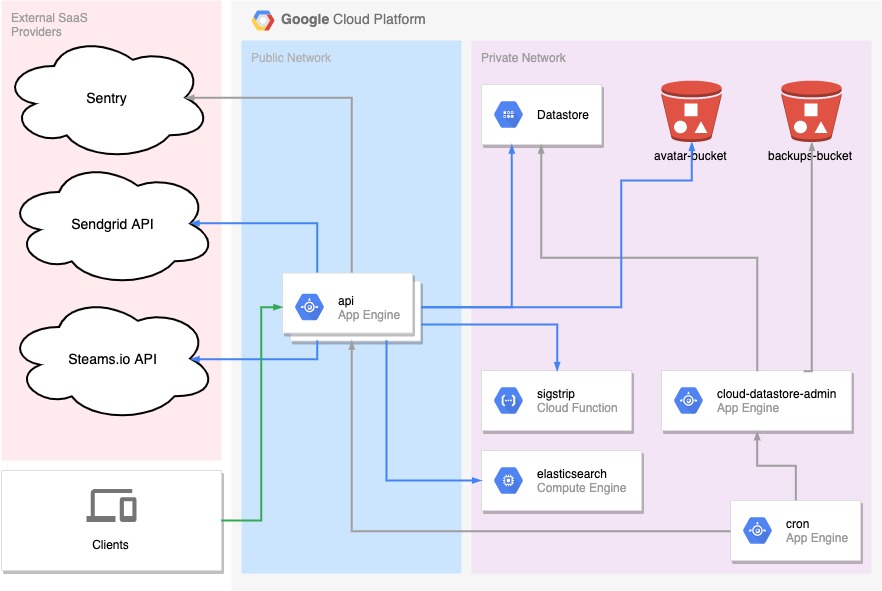 External SaaS
Providers
Google Cloud Platform
Public Network
Private Network
Sentry
Datastore
avatar-bucket
backups-bucket
Sendgrid API
api
App Engine
Steams.io API
sigstrip
Cloud Function
cloud-datastore-admin
App Engine
elasticsearch
Compute Engine
Clients
cron
App Engine